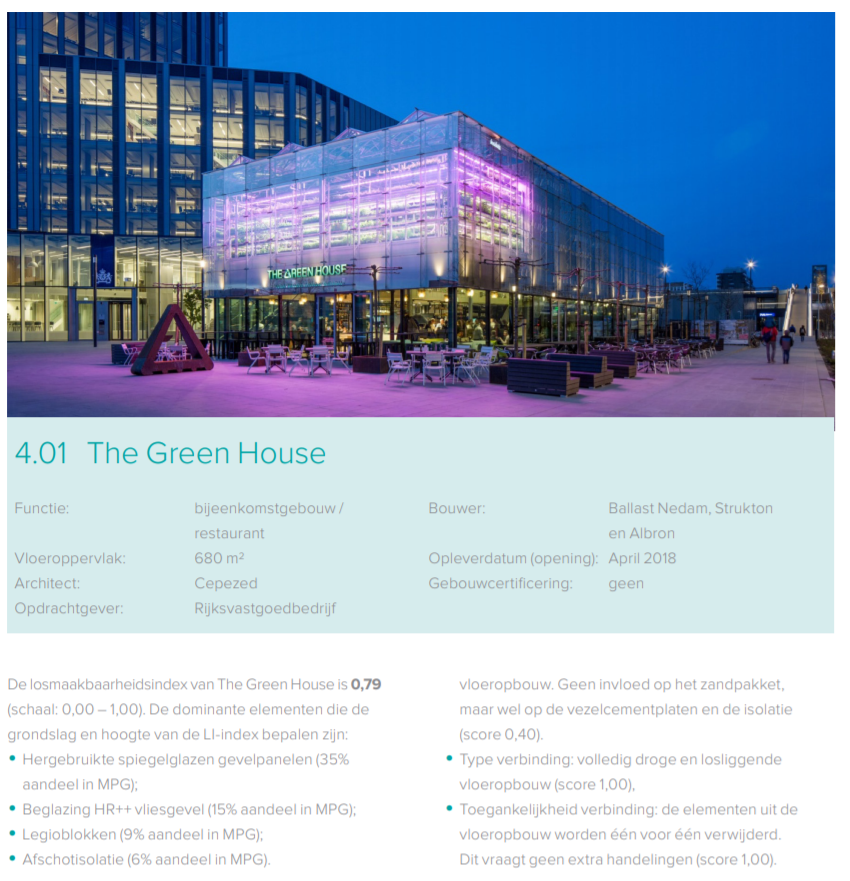 THE GREEN HOUSE
4.01 The Green House
Functie: bijeenkomstgebouw /
restaurant
Vloeroppervlak: 680 m²
Architect: Cepezed
Opdrachtgever: Rijksvastgoedbedrijf
Bouwer: Ballast Nedam, Strukton
en Albron
Opleverdatum (opening): April 2018
Gebouwcertificering: geen
De losmaakbaarheidsindex van The Green House is 0,79
(schaal: 0,00 – 1,00). De dominante elementen die de
grondslag en hoogte van de LI-index bepalen zijn:
• Hergebruikte spiegelglazen gevelpanelen (35%
aandeel in MPG);
• Beglazing HR++ vliesgevel (15% aandeel in MPG);
• Legioblokken (9% aandeel in MPG);
• Afschotisolatie (6% aandeel in MPG).
vloeropbouw. Geen invloed op het zandpakket,
maar wel op de vezelcementplaten en de isolatie
(score 0,40).
• Type verbinding: volledig droge en losliggende
vloeropbouw (score 1,00),
• Toegankelijkheid verbinding: de elementen uit de
vloeropbouw worden één voor één verwijderd.
Dit vraagt geen extra handelingen (score 1,00).